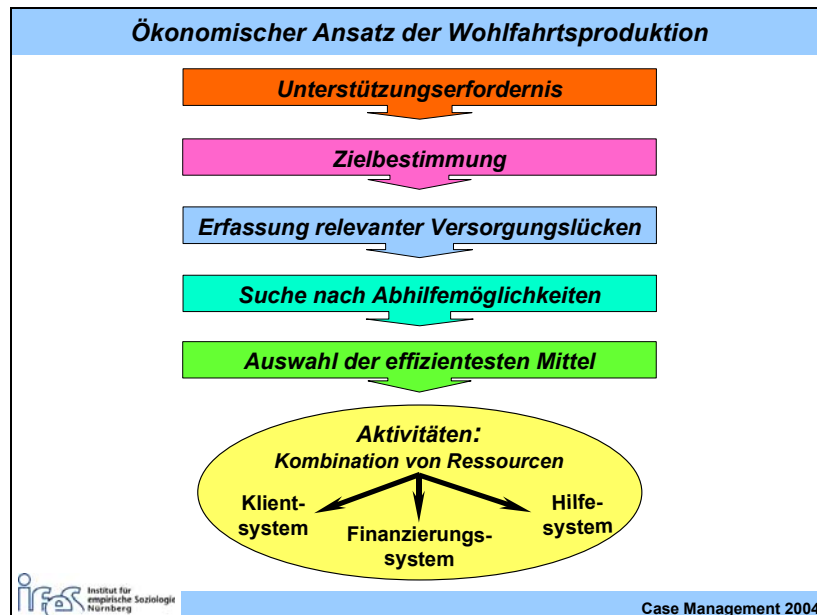 Ökonomischer Ansatz der Wohlfahrtsproduktion
Unterstützungserfordernis
Zielbestimmung
Erfassung relevanter Versorgungslücken
Suche nach Abhilfemöglichkeiten
Auswahl der effizientesten Mittel
Aktivitäten:
Kombination von Ressourcen
Klient-
system
Finanzierungs-
system
Hilfe-
system
ifes
Institut für
empirische Soziologie
Nürnberg
Case Management 2004